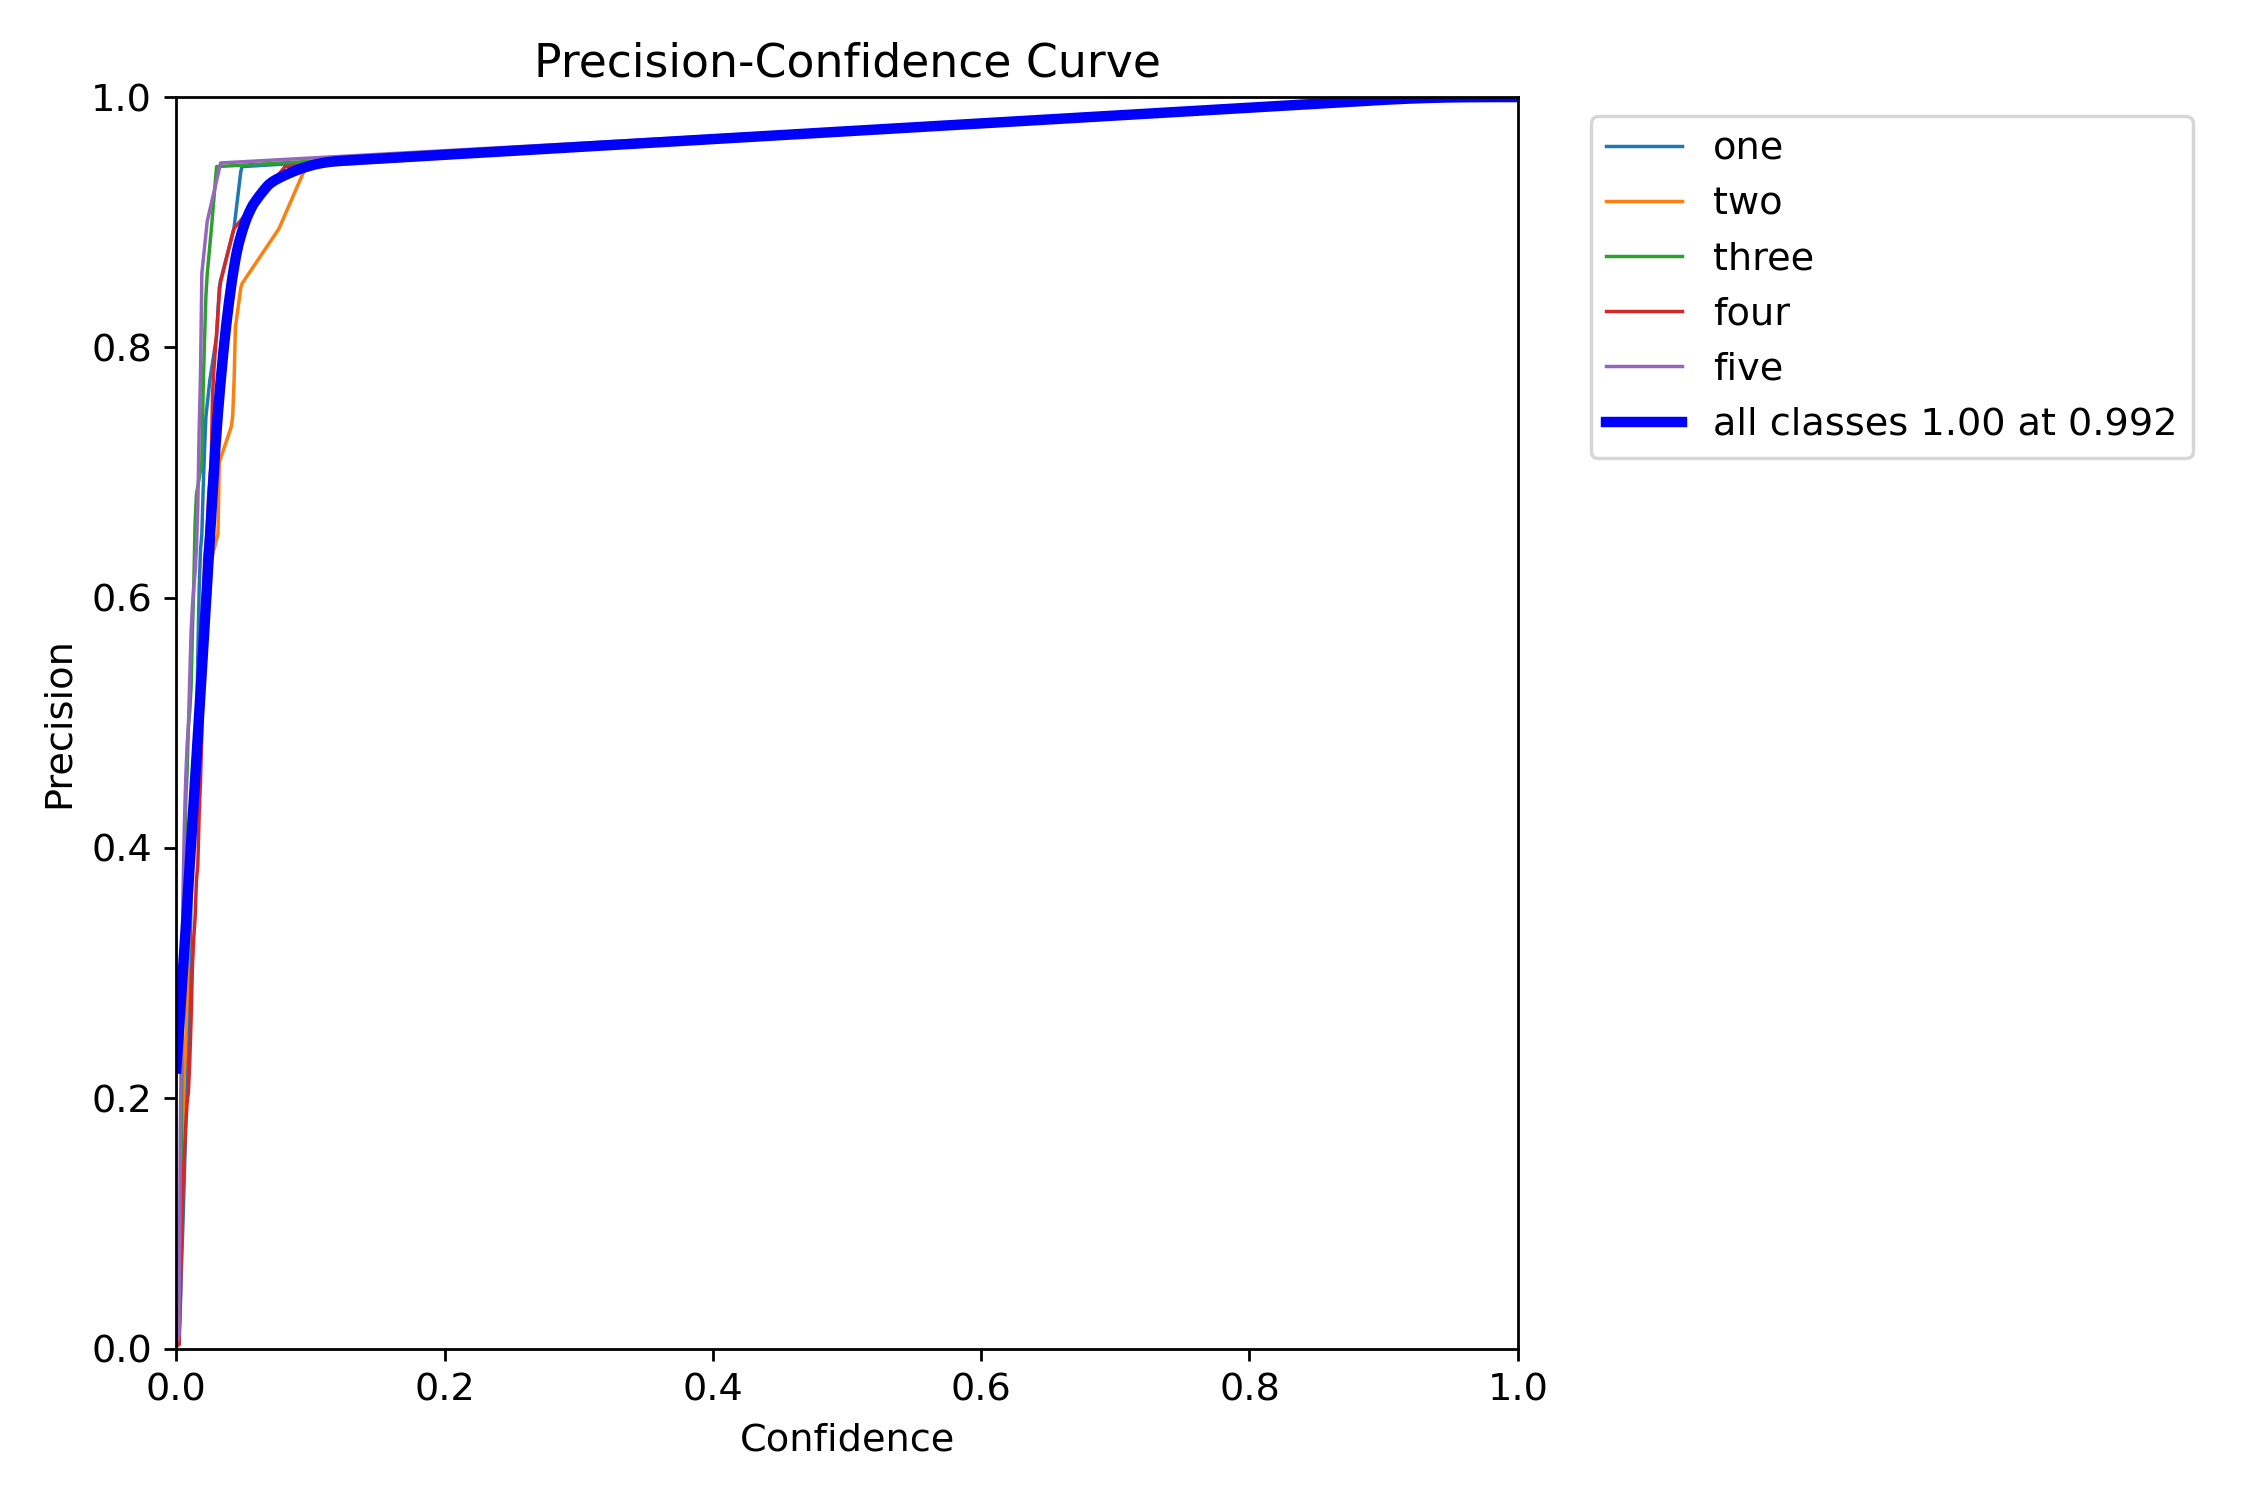 Precision-Confidence Curve
1.0
0.8
0.6
0.4
0.2
0.0
Precision
0.0 0.2 0.4 0.6 0.8 1.0
Confidence
one
two
three
four
five
all classes 1.00 at 0.992